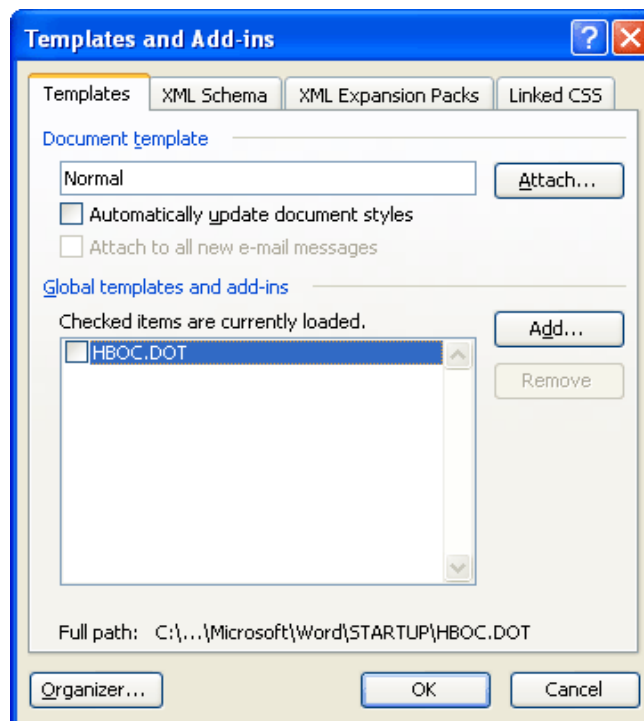 Templates and Add-ins
Templates XML Schema XML Expansion Packs Linked CSS
Document template
Normal Attach...
Automatically update document styles
Attach to all new e-mail messages
Global templates and add-ins
Checked items are currently loaded. Add...
HBOC.DOT
Remove
Full path: C:\...\Microsoft\Word\STARTUP\HBOC.DOT
Organizer... OK Cancel